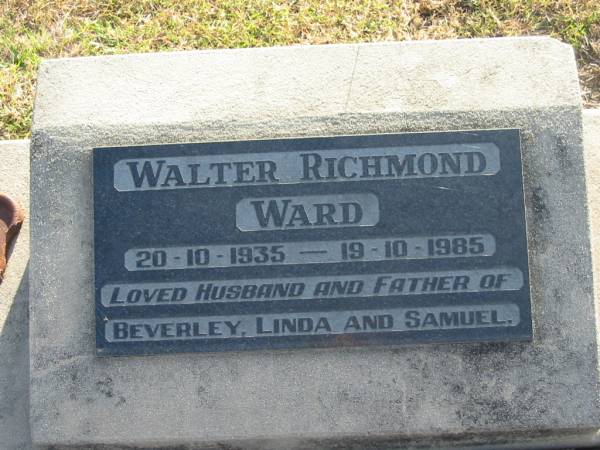 WALTER RICHMOND
WARD
20-10-1935 — 19-10-1985
LOVED HUSBAND AND FATHER OF
BEVERLEY, LINDA AND SAMUEL.